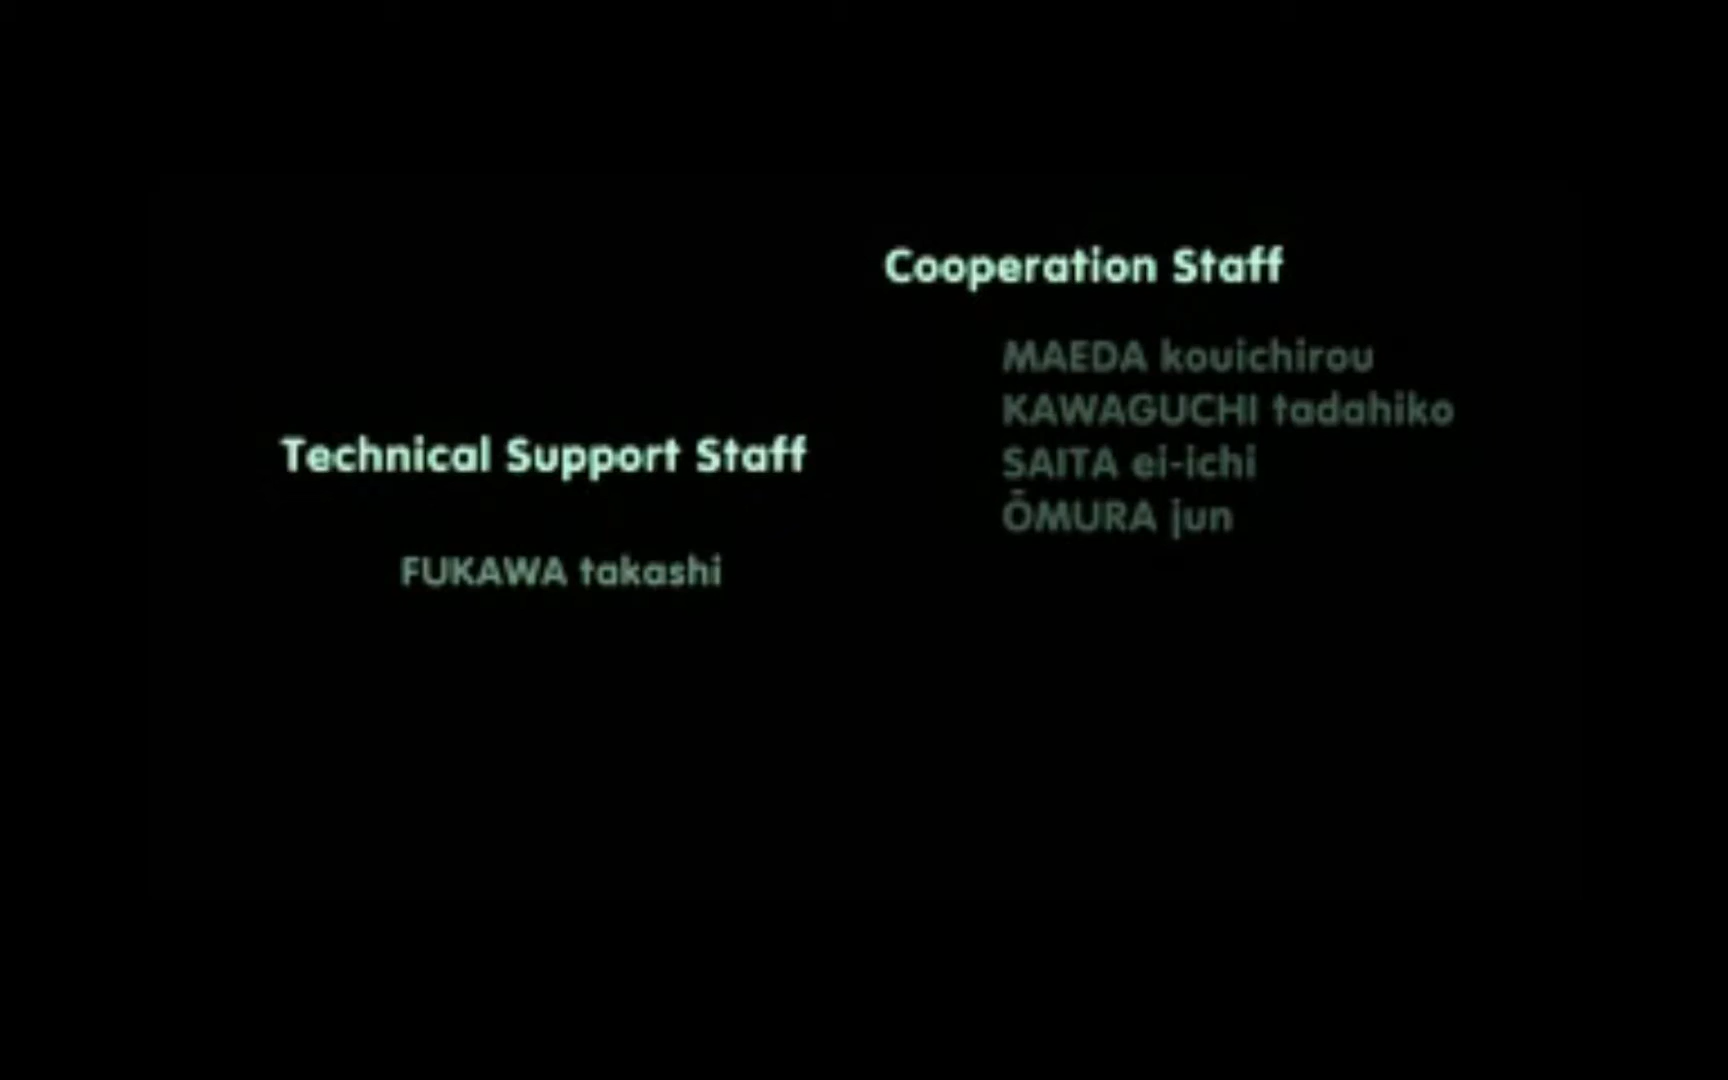 Technical Support Staff
FUKAWA takashi
Cooperation Staff
MAEDA kouichirou
KAWAGUCHI tadahiko
SAITA ei-ichi
ŌMURA jun